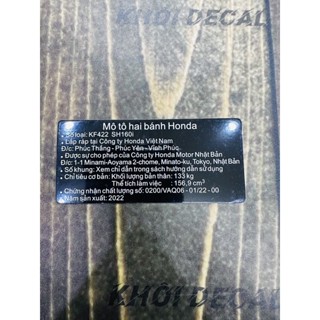 KHOI DECAL
Mô tô hai bánh Honda
• Số loại: KF422 SH160i
• Lắp ráp tại Công ty Honda Việt Nam
Đ/c: Phúc Thắng - Phúc Yên - Vĩnh Phúc
• Được sự cho phép của Công ty Honda Motor Nhật Bản
Đ/c: 1-1 Minami-Aoyama 2-chome, Minato-ku, Tokyo, Nhật Bản
• Số khung: Xem chỉ dẫn trong sách hướng dẫn sử dụng
• Chỉ tiêu cơ bản: Khối lượng bản thân: 133 kg
Thể tích làm việc : 156,9 cm³
• Chứng nhận chất lượng số: 0200/VAQ06 - 01/22 - 00
• Năm sản xuất: 2022
KHOI DECAL